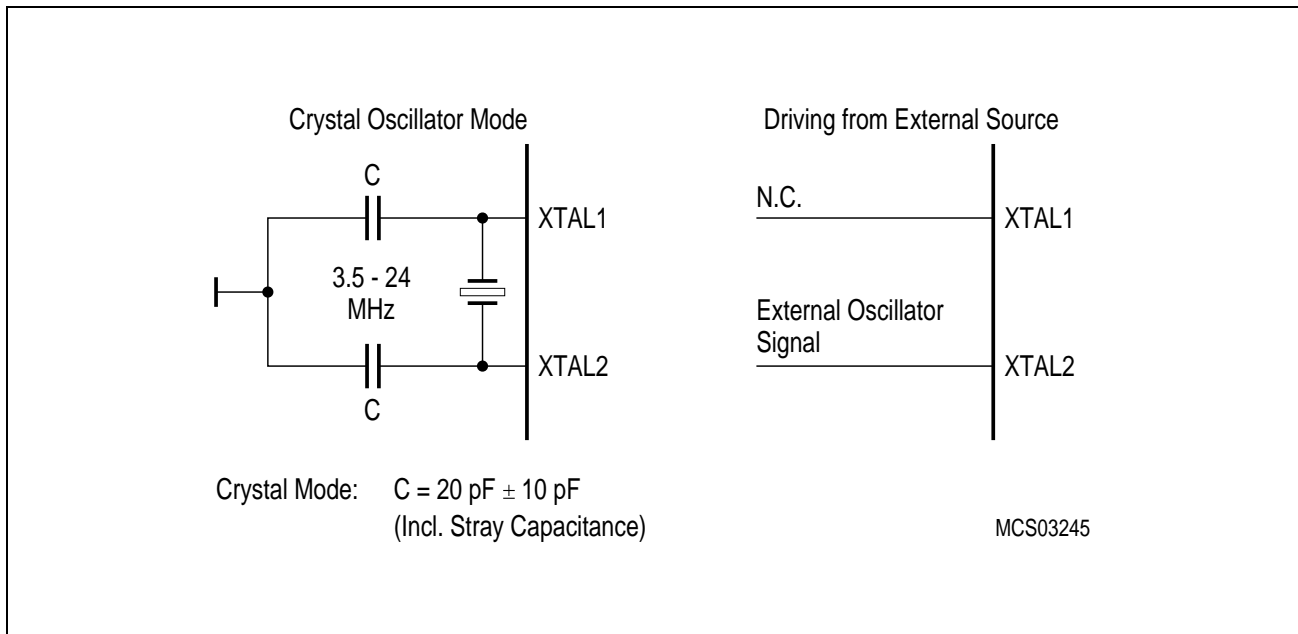 Crystal Oscillator Mode
C
XTAL1
3.5 - 24
MHz
XTAL2
C
Crystal Mode: C = 20 pF ± 10 pF
(Incl. Stray Capacitance)
Driving from External Source
N.C.
XTAL1
External Oscillator
Signal
XTAL2
MCS03245